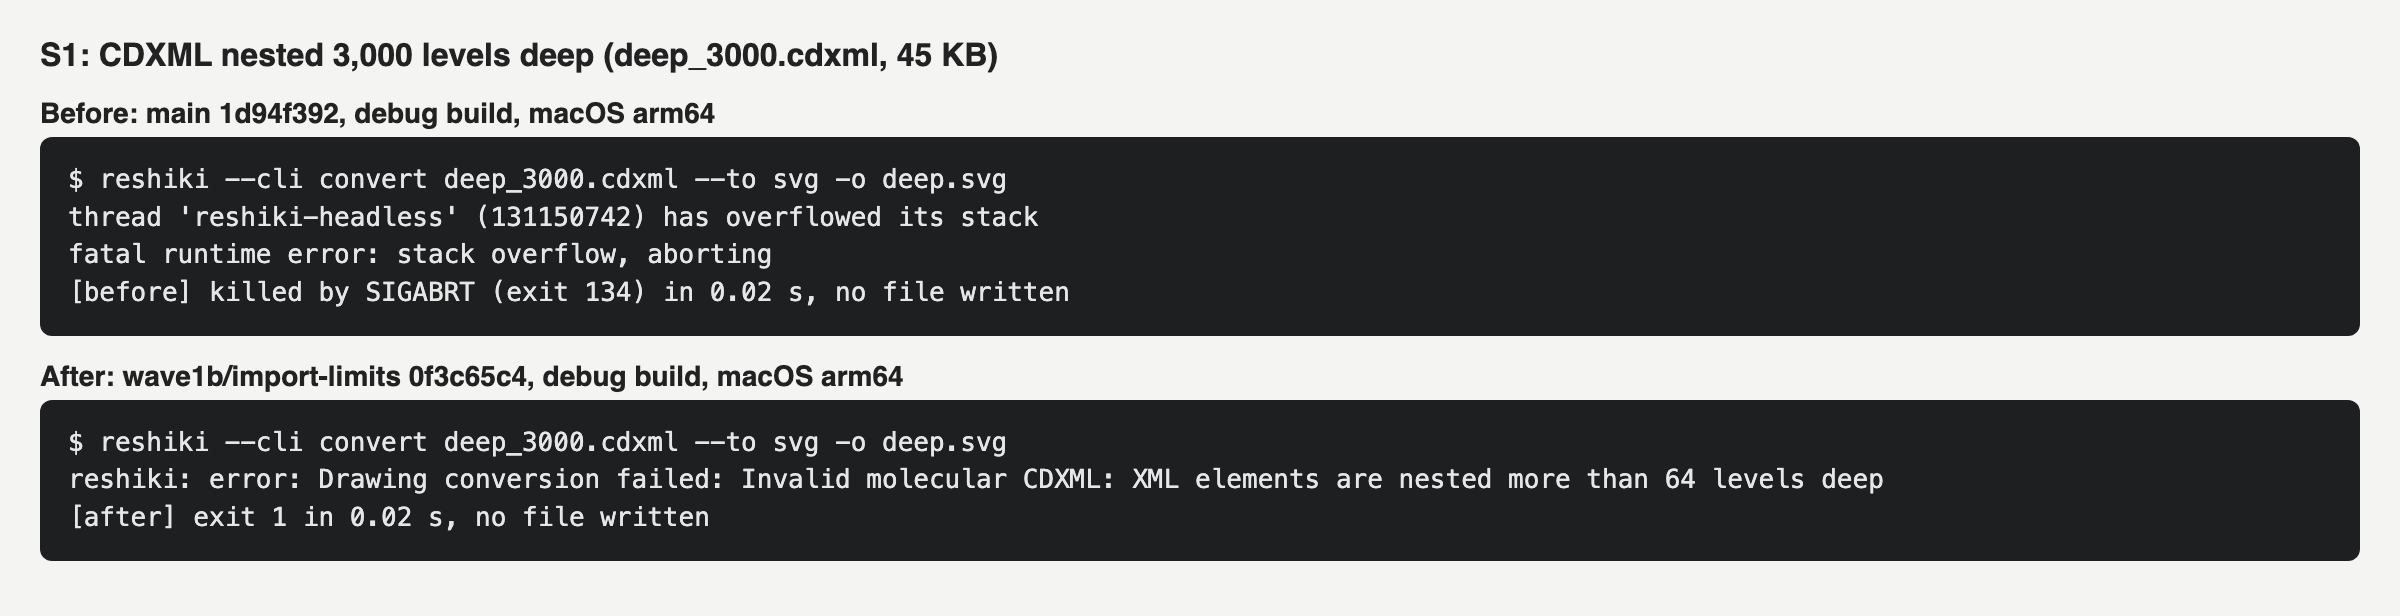 S1: CDXML nested 3,000 levels deep (deep_3000.cdxml, 45 KB)
Before: main 1d94f392, debug build, macOS arm64
$ reshiki --cli convert deep_3000.cdxml --to svg -o deep.svg
thread 'reshiki-headless' (131150742) has overflowed its stack
fatal runtime error: stack overflow, aborting
[before] killed by SIGABRT (exit 134) in 0.02 s, no file written
After: wave1b/import-limits 0f3c65c4, debug build, macOS arm64
$ reshiki --cli convert deep_3000.cdxml --to svg -o deep.svg
reshiki: error: Drawing conversion failed: Invalid molecular CDXML: XML elements are nested more than 64 levels deep
[after] exit 1 in 0.02 s, no file written